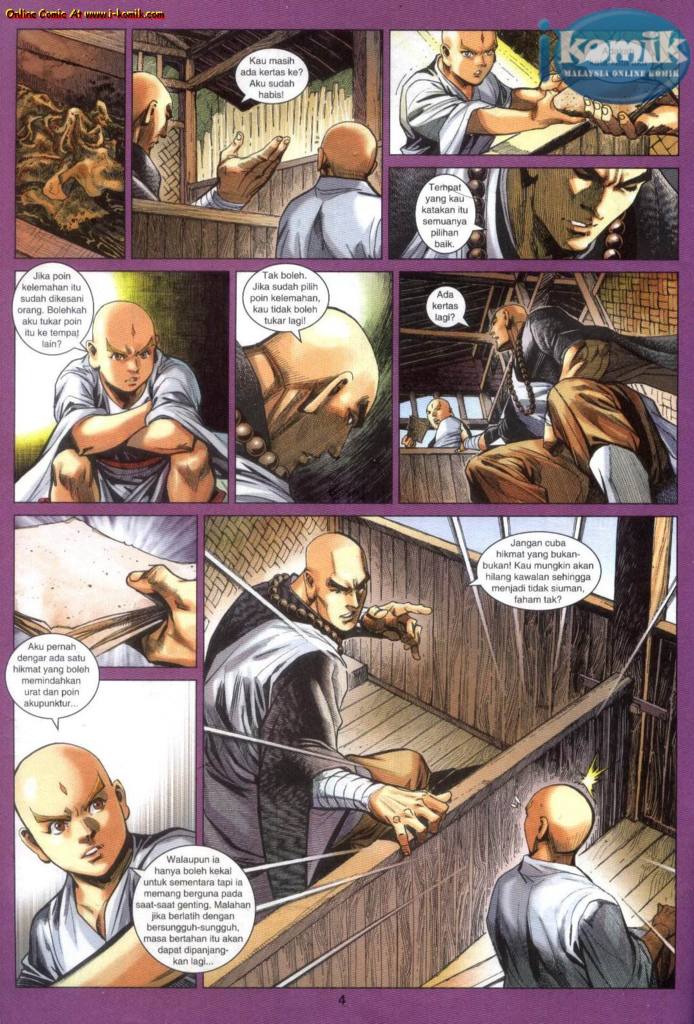 Online Comic At www.i-komik.com
i komik
MALAYSIA ONLINE KOMIK
Kau masih
ada kertas ke?
Aku sudah
habis!
Tempat
yang kau
katakan itu
semuanya
pilihan
baik.
Jika poin
kelemahan itu
sudah dikesani
orang. Bolehkah
aku tukar poin
itu ke tempat
lain?
Tak boleh.
Jika sudah pilih
poin kelemahan,
kau tidak boleh
tukar lagi!
Ada
kertas
lagi?
Aku pernah
dengar ada satu
hikmat yang boleh
memindahkan
urat dan poin
akupunktur...
Walaupun ia
hanya boleh kekal
untuk sementara tapi ia
memang berguna pada
saat-saat genting. Malahan
jika berlatih dengan
bersungguh-sungguh,
masa bertahan itu akan
dapat dipanjang-
kan lagi...
Jangan cuba
hikmat yang bukan-
bukan! Kau mungkin akan
hilang kawalan sehingga
menjadi tidak siuman,
faham tak?
4